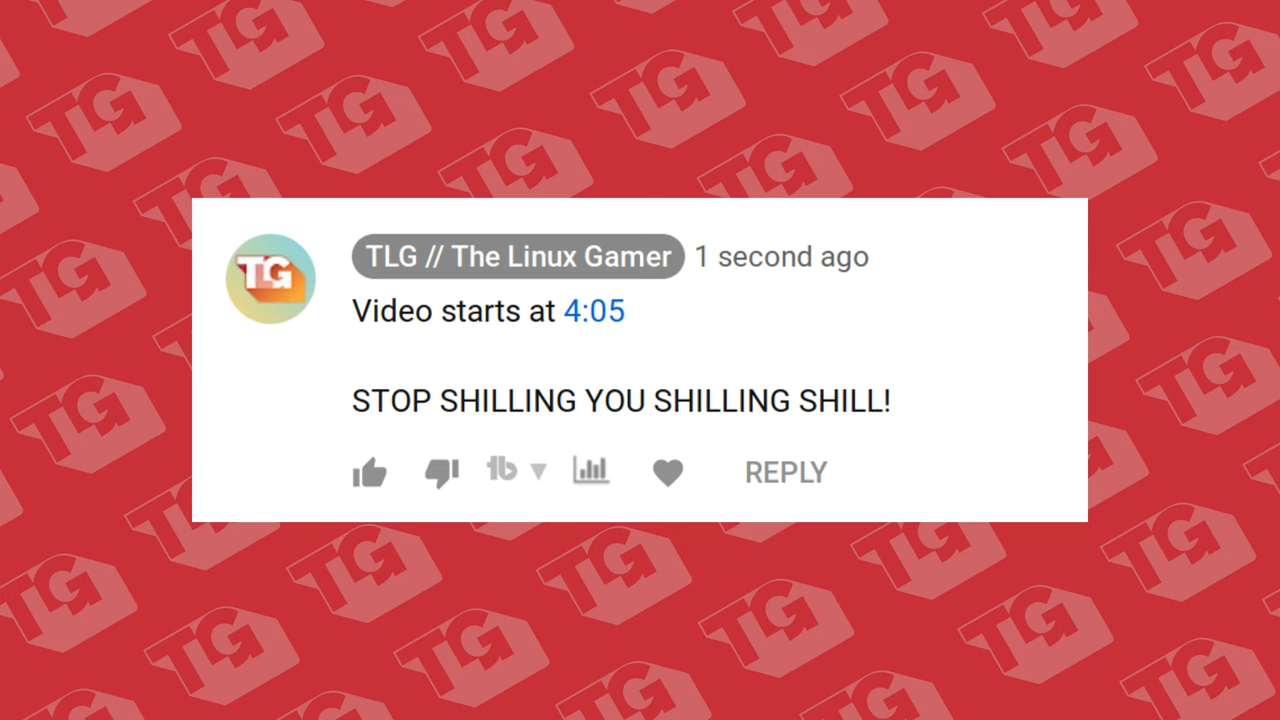 TLG // The Linux Gamer 1 second ago
Video starts at 4:05
STOP SHILLING YOU SHILLING SHILL!
REPLY